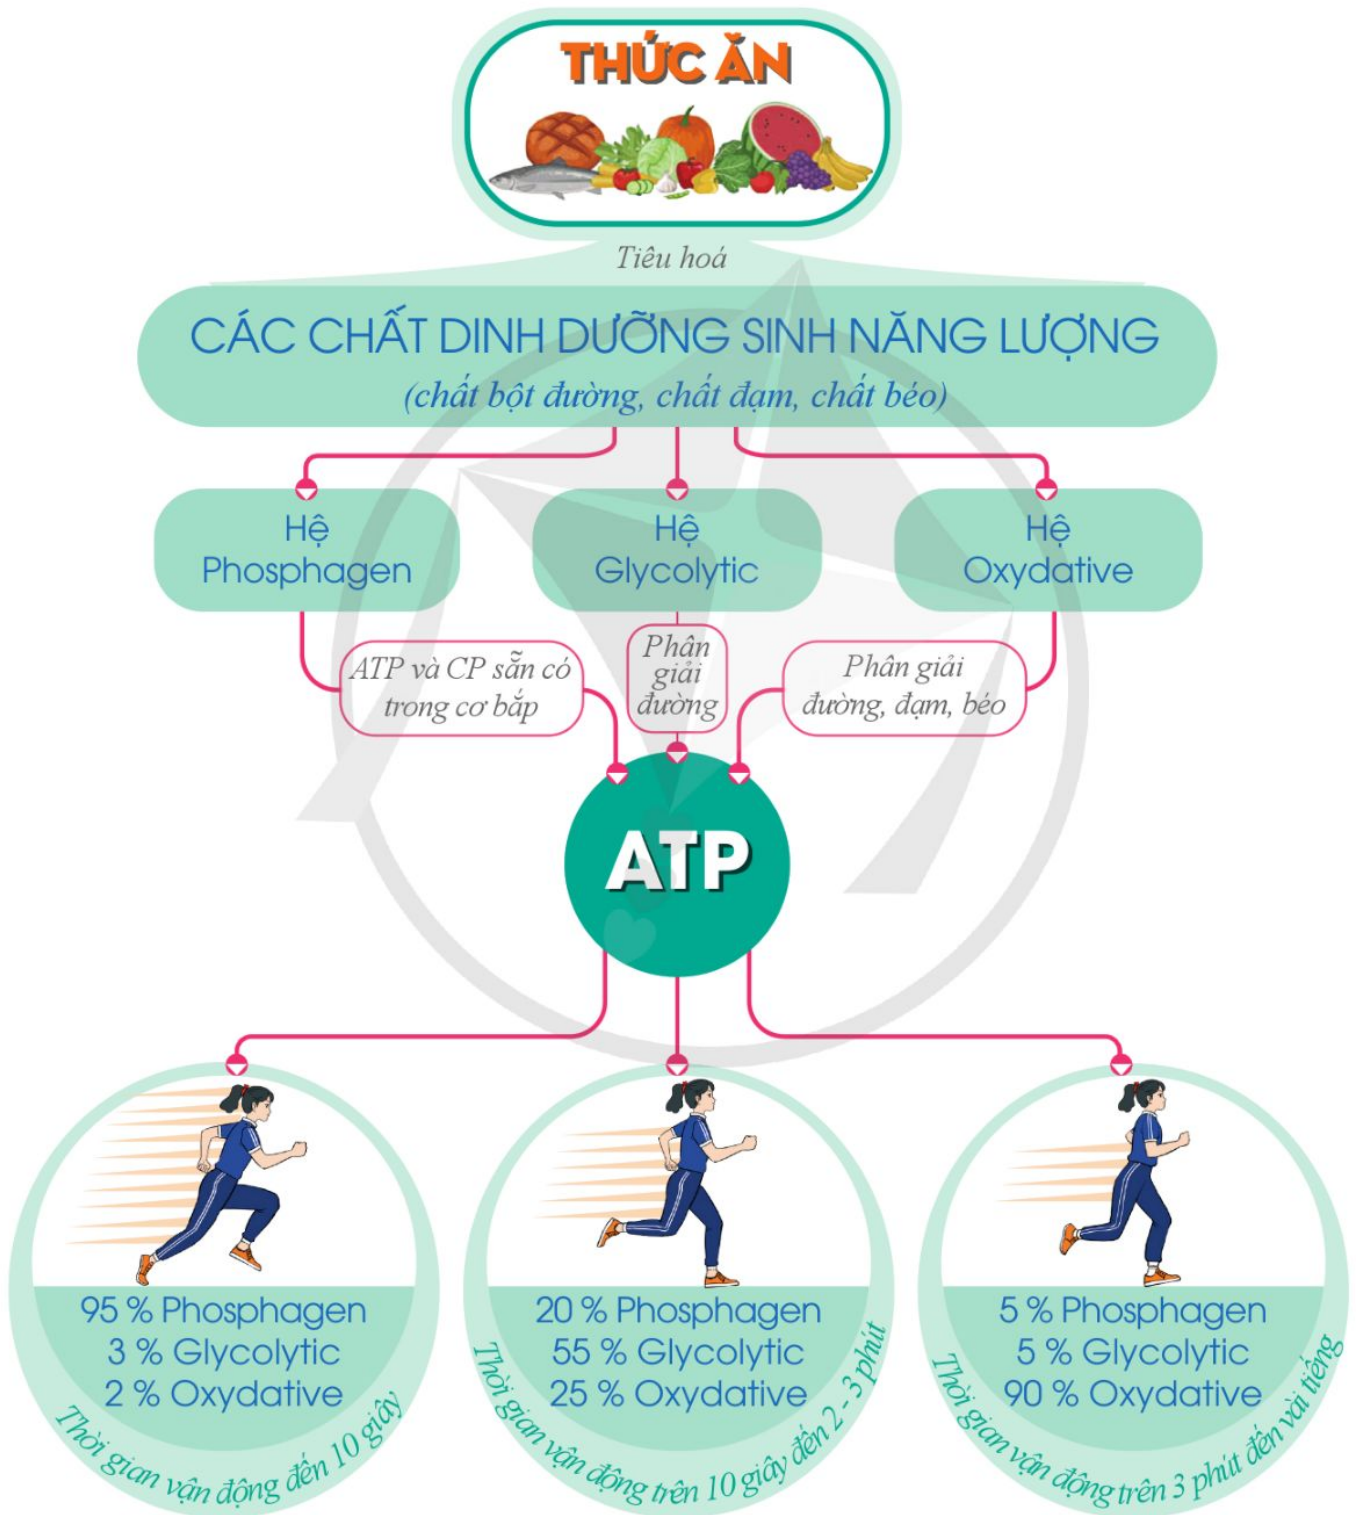 THỨC ĂN
Tiêu hoá
CÁC CHẤT DINH DƯỠNG SINH NĂNG LƯỢNG
(chất bột đường, chất đạm, chất béo)
Hệ
Phosphagen
Hệ
Glycolytic
Hệ
Oxydative
ATP và CP sẵn có
trong cơ bắp
Phân
giải
đường
Phân giải
đường, đạm, béo
ATP
95 % Phosphagen
3 % Glycolytic
2 % Oxydative
Thời gian vận động đến 10 giây
20 % Phosphagen
55 % Glycolytic
25 % Oxydative
Thời gian vận động trên 10 giây đến 2 - 3 phút
5 % Phosphagen
5 % Glycolytic
90 % Oxydative
Thời gian vận động trên 3 phút đến vài tiếng